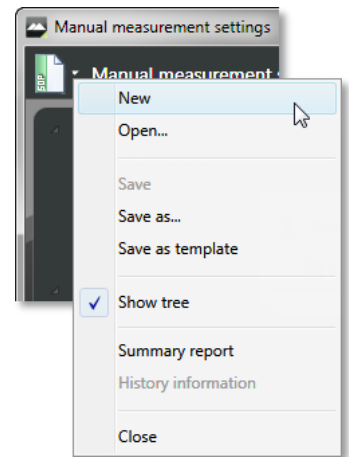 Manual measurement settings
SOP
Manual measurement s
New
Open...
Save
Save as...
Save as template
Show tree
Summary report
History information
Close